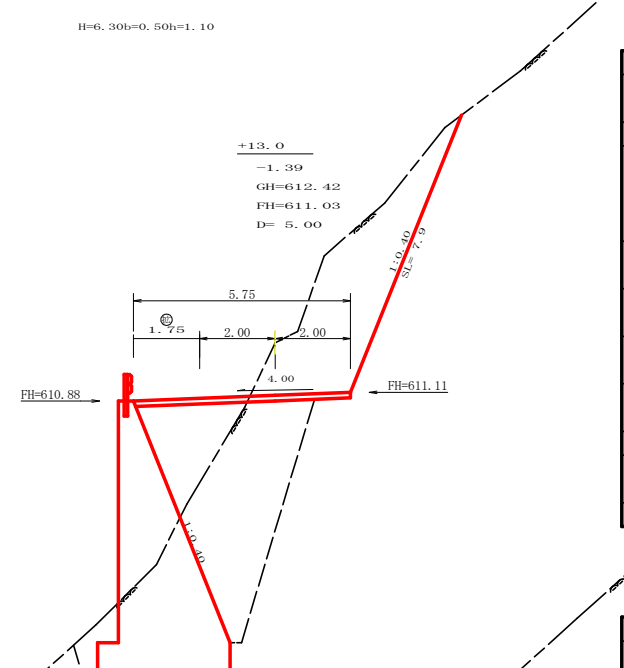 H=6.30b=0.50h=1.10
+13.0
-1.39
GH=612.42
FH=611.03
D= 5.00
1:0.40
SL= 7.9
5.75
1.75
2.00
2.00
4.00
FH=610.88
FH=611.11
1:0.40